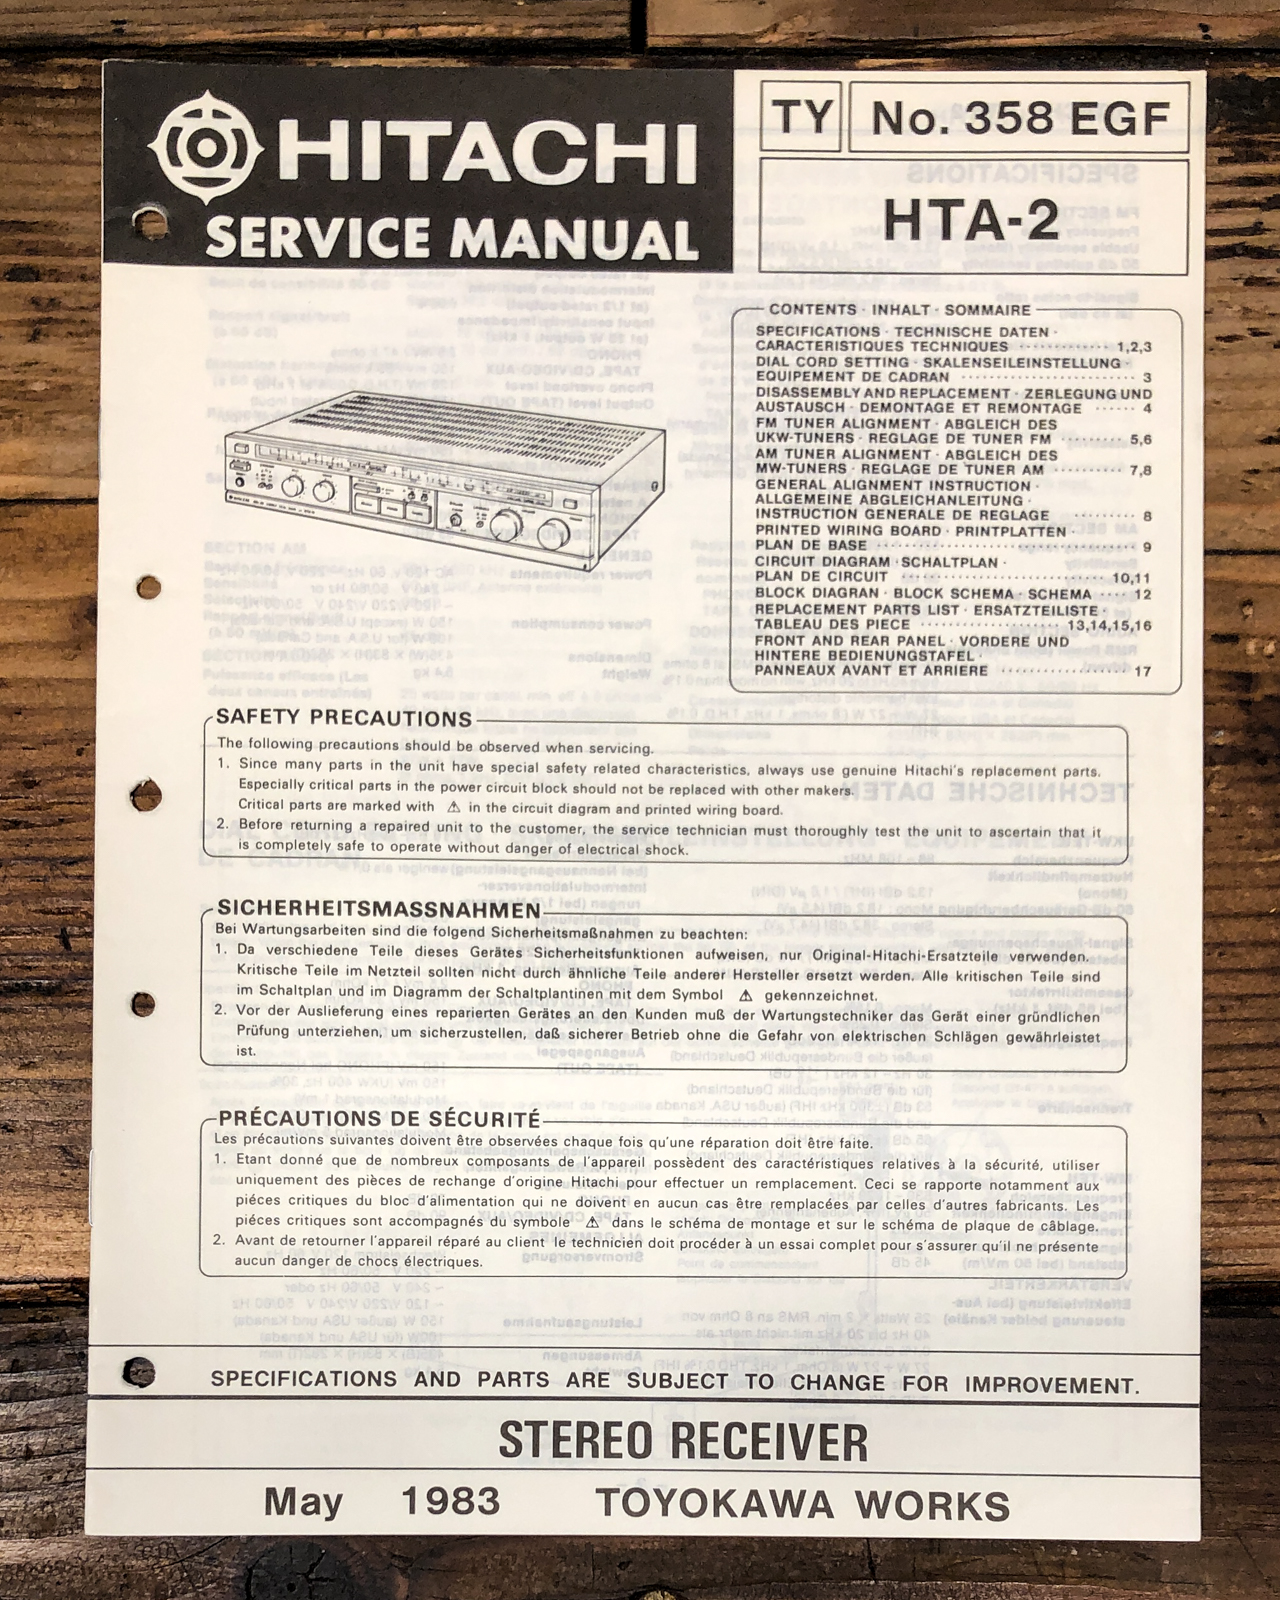 HITACHI
SERVICE MANUAL
TY
No. 358 EGF
HTA-2
CONTENTS · INHALT · SOMMAIRE
SPECIFICATIONS · TECHNISCHE DATEN ·
CARACTERISTIQUES TECHNIQUES ············· 1,2,3
DIAL CORD SETTING · SKALENSEILEINSTELLUNG ·
EQUIPEMENT DE CADRAN ·························· 3
DISASSEMBLY AND REPLACEMENT · ZERLEGUNG UND
AUSTAUSCH · DEMONTAGE ET REMONTAGE ······ 4
FM TUNER ALIGNMENT · ABGLEICH DES
UKW-TUNERS · REGLAGE DE TUNER FM ········· 5,6
AM TUNER ALIGNMENT · ABGLEICH DES
MW-TUNERS · REGLAGE DE TUNER AM ·········· 7,8
GENERAL ALIGNMENT INSTRUCTION ·
ALLGEMEINE ABGLEICHANLEITUNG ·
INSTRUCTION GENERALE DE REGLAGE ·········· 8
PRINTED WIRING BOARD · PRINTPLATTEN ·
PLAN DE BASE ···································· 9
CIRCUIT DIAGRAM · SCHALTPLAN ·
PLAN DE CIRCUIT ···························· 10,11
BLOCK DIAGRAN · BLOCK SCHEMA · SCHEMA ···· 12
REPLACEMENT PARTS LIST · ERSATZTEILISTE ·
TABLEAU DES PIECE ···················· 13,14,15,16
FRONT AND REAR PANEL · VORDERE UND
HINTERE BEDIENUNGSTAFEL ·
PANNEAUX AVANT ET ARRIERE ················· 17
SAFETY PRECAUTIONS
The following precautions should be observed when servicing.
1. Since many parts in the unit have special safety related characteristics, always use genuine Hitachi's replacement parts.
Especially critical parts in the power circuit block should not be replaced with other makers.
Critical parts are marked with ⚠ in the circuit diagram and printed wiring board.
2. Before returning a repaired unit to the customer, the service technician must thoroughly test the unit to ascertain that it
is completely safe to operate without danger of electrical shock.
SICHERHEITSMASSNAHMEN
Bei Wartungsarbeiten sind die folgend Sicherheitsmaßnahmen zu beachten:
1. Da verschiedene Teile dieses Gerätes Sicherheitsfunktionen aufweisen, nur Original-Hitachi-Ersatzteile verwenden.
Kritische Teile im Netzteil sollten nicht durch ähnliche Teile anderer Hersteller ersetzt werden. Alle kritischen Teile sind
im Schaltplan und im Diagramm der Schaltplantinen mit dem Symbol ⚠ gekennzeichnet.
2. Vor der Auslieferung eines reparierten Gerätes an den Kunden muß der Wartungstechniker das Gerät einer gründlichen
Prüfung unterziehen, um sicherzustellen, daß sicherer Betrieb ohne die Gefahr von elektrischen Schlägen gewährleistet
ist.
PRÉCAUTIONS DE SÉCURITÉ
Les précautions suivantes doivent être observées chaque fois qu'une réparation doit être faite.
1. Etant donné que de nombreux composants de l'appareil possèdent des caractéristiques relatives à la sécurité, utiliser
uniquement des pièces de rechange d'origine Hitachi pour effectuer un remplacement. Ceci se rapporte notamment aux
piéces critiques du bloc d'alimentation qui ne doivent en aucun cas être remplacées par celles d'autres fabricants. Les
piéces critiques sont accompagnés du symbole ⚠ dans le schéma de montage et sur le schéma de plaque de câblage.
2. Avant de retourner l'appareil réparé au client le technicien doit procéder à un essai complet pour s'assurer qu'il ne présente
aucun danger de chocs électriques.
SPECIFICATIONS AND PARTS ARE SUBJECT TO CHANGE FOR IMPROVEMENT.
STEREO RECEIVER
May 1983 TOYOKAWA WORKS